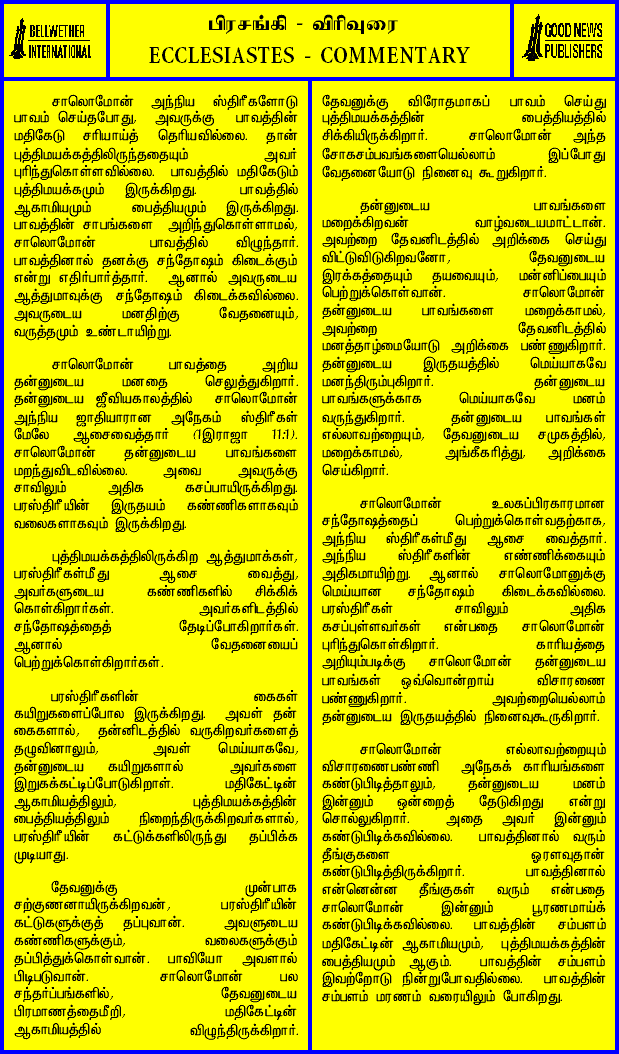 BELLWETHER
INTERNATIONAL
பிரசங்கி - விரிவுரை
ECCLESIASTES - COMMENTARY
GOOD NEWS
PUBLISHERS
சாலொமோன் அந்நிய ஸ்திரீகளோடு
பாவம் செய்தபோது, அவருக்கு பாவத்தின்
மதிகேடு சரியாய்த் தெரியவில்லை. தான்
புத்திமயக்கத்திலிருந்ததையும் அவர்
புரிந்துகொள்ளவில்லை. பாவத்தில் மதிகேடும்
புத்திமயக்கமும் இருக்கிறது. பாவத்தில்
ஆகாமியமும் பைத்தியமும் இருக்கிறது.
பாவத்தின் சாபங்களை அறிந்துகொள்ளாமல்,
சாலொமோன் பாவத்தில் விழுந்தார்.
பாவத்தினால் தனக்கு சந்தோஷம் கிடைக்கும்
என்று எதிர்பார்த்தார். ஆனால் அவருடைய
ஆத்துமாவுக்கு சந்தோஷம் கிடைக்கவில்லை.
அவருடைய மனதிற்கு வேதனையும்,
வருத்தமும் உண்டாயிற்று.
சாலொமோன் பாவத்தை அறிய
தன்னுடைய மனதை செலுத்துகிறார்.
தன்னுடைய ஜீவியகாலத்தில் சாலொமோன்
அந்நிய ஜாதியாரான அநேகம் ஸ்திரீகள்
மேலே ஆசைவைத்தார் (1இராஜா 11:1).
சாலொமோன் தன்னுடைய பாவங்களை
மறந்துவிடவில்லை. அவை அவருக்கு
சாவிலும் அதிக கசப்பாயிருக்கிறது.
பரஸ்திரீயின் இருதயம் கண்ணிகளாகவும்
வலைகளாகவும் இருக்கிறது.
புத்திமயக்கத்திலிருக்கிற ஆத்துமாக்கள்,
பரஸ்திரீகள்மீது ஆசை வைத்து,
அவர்களுடைய கண்ணிகளில் சிக்கிக்
கொள்கிறார்கள். அவர்களிடத்தில்
சந்தோஷத்தைத் தேடிப்போகிறார்கள்.
ஆனால் வேதனையைப்
பெற்றுக்கொள்கிறார்கள்.
பரஸ்திரீகளின் கைகள்
கயிறுகளைப்போல இருக்கிறது. அவள் தன்
கைகளால், தன்னிடத்தில் வருகிறவர்களைத்
தழுவினாலும், அவள் மெய்யாகவே,
தன்னுடைய கயிறுகளால் அவர்களை
இறுகக்கட்டிப்போடுகிறாள். மதிகேட்டின்
ஆகாமியத்திலும், புத்திமயக்கத்தின்
பைத்தியத்திலும் நிறைந்திருக்கிறவர்களால்,
பரஸ்திரீயின் கட்டுக்களிலிருந்து தப்பிக்க
முடியாது.
தேவனுக்கு முன்பாக
சற்குணனாயிருக்கிறவன், பரஸ்திரீயின்
கட்டுகளுக்குத் தப்புவான். அவளுடைய
கண்ணிகளுக்கும், வலைகளுக்கும்
தப்பித்துக்கொள்வான். பாவியோ அவளால்
பிடிபடுவான். சாலொமோன் பல
சந்தர்ப்பங்களில், தேவனுடைய
பிரமாணத்தைமீறி, மதிகேட்டின்
ஆகாமியத்தில் விழுந்திருக்கிறார்.
தேவனுக்கு விரோதமாகப் பாவம் செய்து
புத்திமயக்கத்தின் பைத்தியத்தில்
சிக்கியிருக்கிறார். சாலொமோன் அந்த
சோகசம்பவங்களையெல்லாம் இப்போது
வேதனையோடு நினைவு கூறுகிறார்.
தன்னுடைய பாவங்களை
மறைக்கிறவன் வாழ்வடையமாட்டான்.
அவற்றை தேவனிடத்தில் அறிக்கை செய்து
விட்டுவிடுகிறவனோ, தேவனுடைய
இரக்கத்தையும் தயவையும், மன்னிப்பையும்
பெற்றுக்கொள்வான். சாலொமோன்
தன்னுடைய பாவங்களை மறைக்காமல்,
அவற்றை தேவனிடத்தில்
மனத்தாழ்மையோடு அறிக்கை பண்ணுகிறார்.
தன்னுடைய இருதயத்தில் மெய்யாகவே
மனந்திரும்புகிறார். தன்னுடைய
பாவங்களுக்காக மெய்யாகவே மனம்
வருந்துகிறார். தன்னுடைய பாவங்கள்
எல்லாவற்றையும், தேவனுடைய சமுகத்தில்,
மறைக்காமல், அங்கீகரித்து, அறிக்கை
செய்கிறார்.
சாலொமோன் உலகப்பிரகாரமான
சந்தோஷத்தைப் பெற்றுக்கொள்வதற்காக,
அந்நிய ஸ்திரீகள்மீது ஆசை வைத்தார்.
அந்நிய ஸ்திரீகளின் எண்ணிக்கையும்
அதிகமாயிற்று. ஆனால் சாலொமோனுக்கு
மெய்யான சந்தோஷம் கிடைக்கவில்லை.
பரஸ்திரீகள் சாவிலும் அதிக
கசப்புள்ளவர்கள் என்பதை சாலொமோன்
புரிந்துகொள்கிறார். காரியத்தை
அறியும்படிக்கு சாலொமோன் தன்னுடைய
பாவங்கள் ஒவ்வொன்றாய் விசாரணை
பண்ணுகிறார். அவற்றையெல்லாம்
தன்னுடைய இருதயத்தில் நினைவுகூருகிறார்.
சாலொமோன் எல்லாவற்றையும்
விசாரணைபண்ணி அநேகக் காரியங்களை
கண்டுபிடித்தாலும், தன்னுடைய மனம்
இன்னும் ஒன்றைத் தேடுகிறது என்று
சொல்லுகிறார். அதை அவர் இன்னும்
கண்டுபிடிக்கவில்லை. பாவத்தினால் வரும்
தீங்குகளை ஓரளவுதான்
கண்டுபிடித்திருக்கிறார். பாவத்தினால்
என்னென்ன தீங்குகள் வரும் என்பதை
சாலொமோன் இன்னும் பூரணமாய்க்
கண்டுபிடிக்கவில்லை. பாவத்தின் சம்பளம்
மதிகேட்டின் ஆகாமியமும், புத்திமயக்கத்தின்
பைத்தியமும் ஆகும். பாவத்தின் சம்பளம்
இவற்றோடு நின்றுபோவதில்லை. பாவத்தின்
சம்பளம் மரணம் வரையிலும் போகிறது.